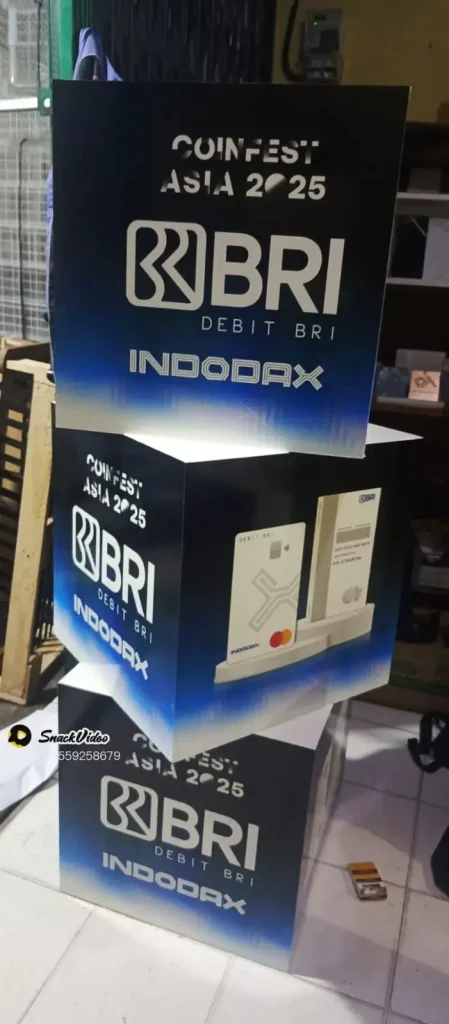 COINFEST
ASIA 2025
BRI
DEBIT BRI
INDODAX
COINFEST
ASIA 2025
BRI
DEBIT BRI
INDODAX
DEBIT BRI
INDODAX
BRI
SnackVideo
559258679
COINFEST
ASIA 2025
BRI
DEBIT BRI
INDODAX